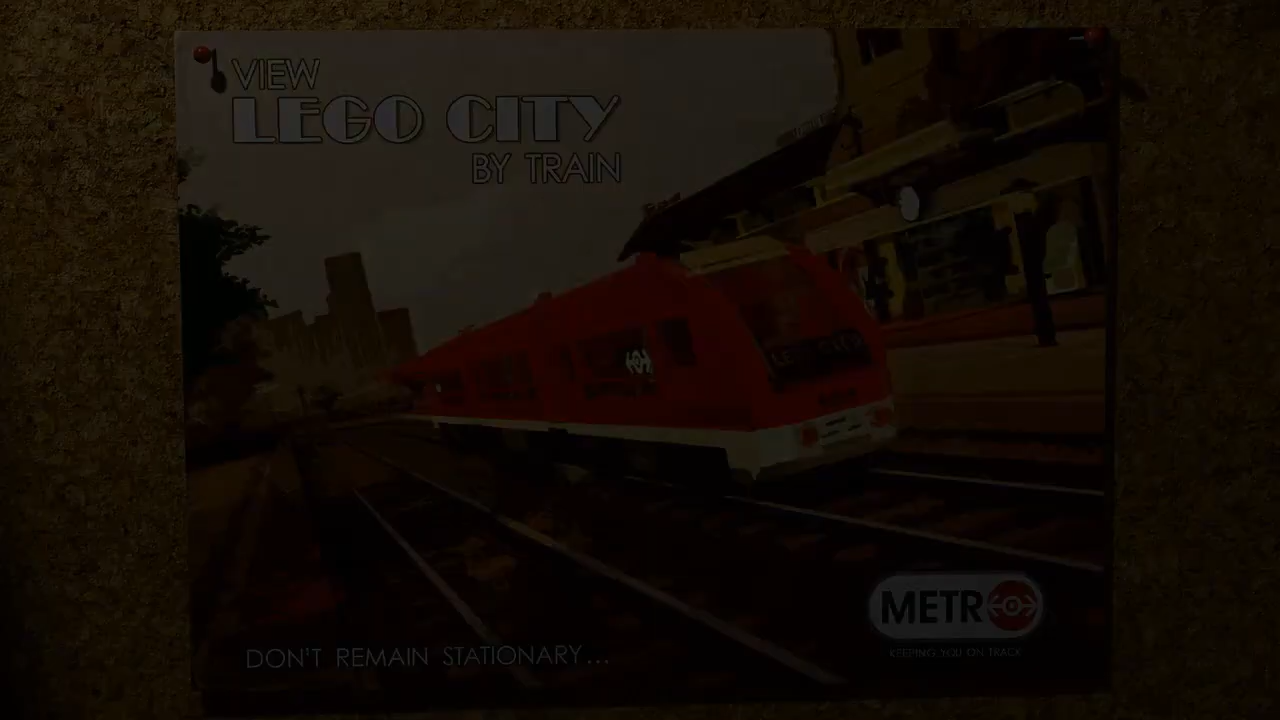 VIEW
LEGO CITY
BY TRAIN
DON'T REMAIN STATIONARY...
METRO
KEEPING YOU ON TRACK